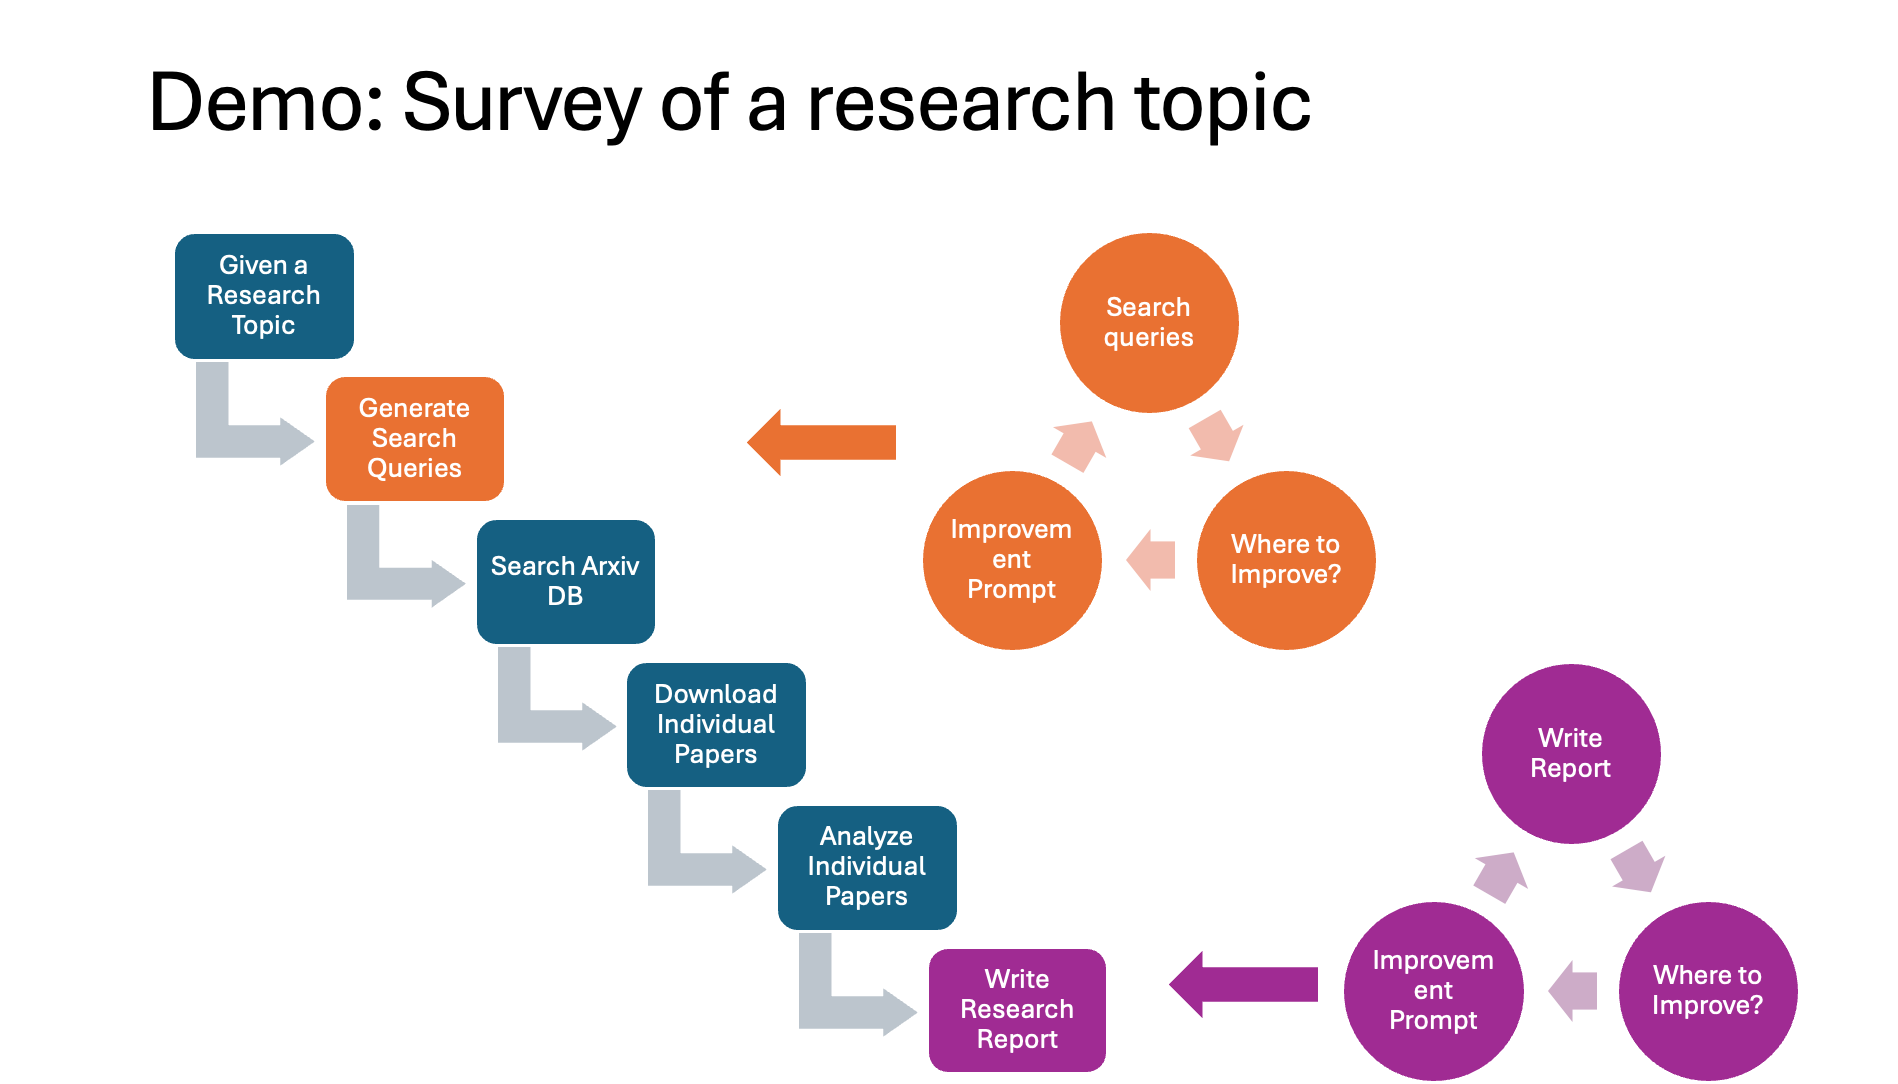 Demo: Survey of a research topic
Given a
Research
Topic
Generate
Search
Queries
Search Arxiv
DB
Download
Individual
Papers
Analyze
Individual
Papers
Write
Research
Report
Search
queries
Where to
Improve?
Improvem
ent
Prompt
Write
Report
Where to
Improve?
Improvem
ent
Prompt